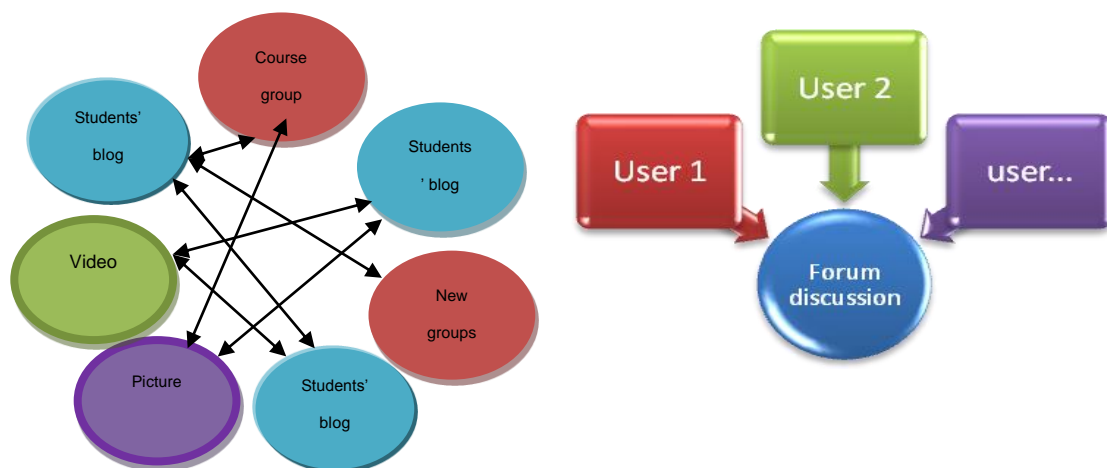 Course
group
Students’
blog
Students
’ blog
Video
New
groups
Picture
Students’
blog
User 2
User 1
user...
Forum
discussion